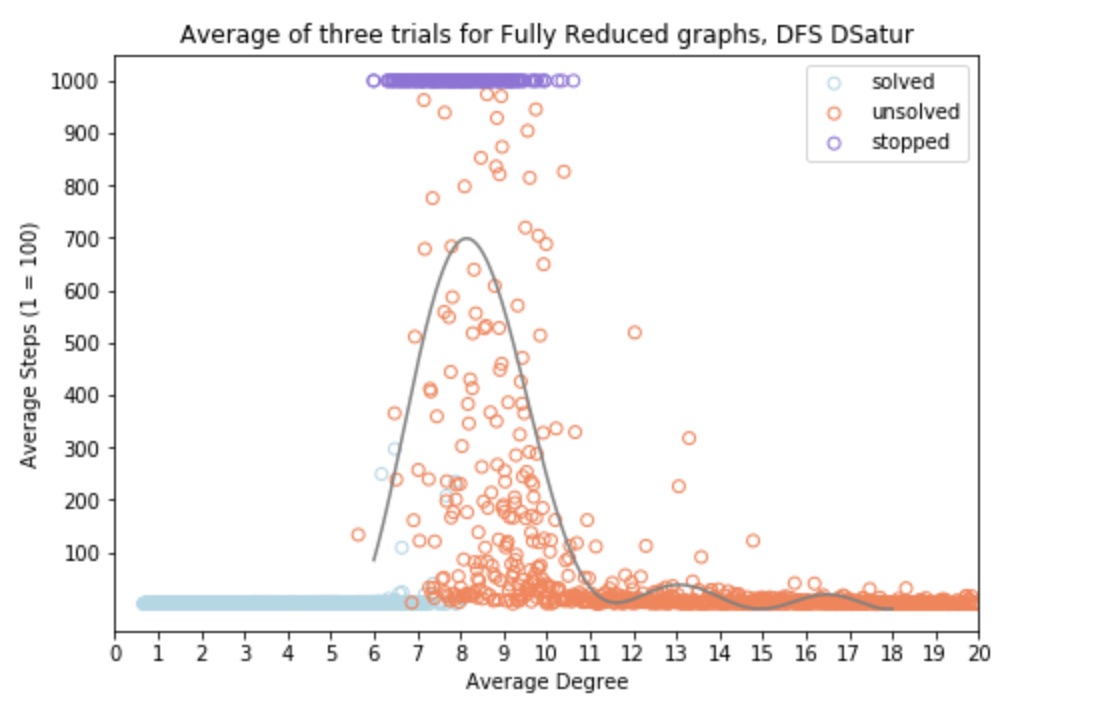 Average of three trials for Fully Reduced graphs, DFS DSatur
solved
unsolved
stopped
1000
900
800
700
600
500
400
300
200
100
Average Steps (1 = 100)
0 1 2 3 4 5 6 7 8 9 10 11 12 13 14 15 16 17 18 19 20
Average Degree